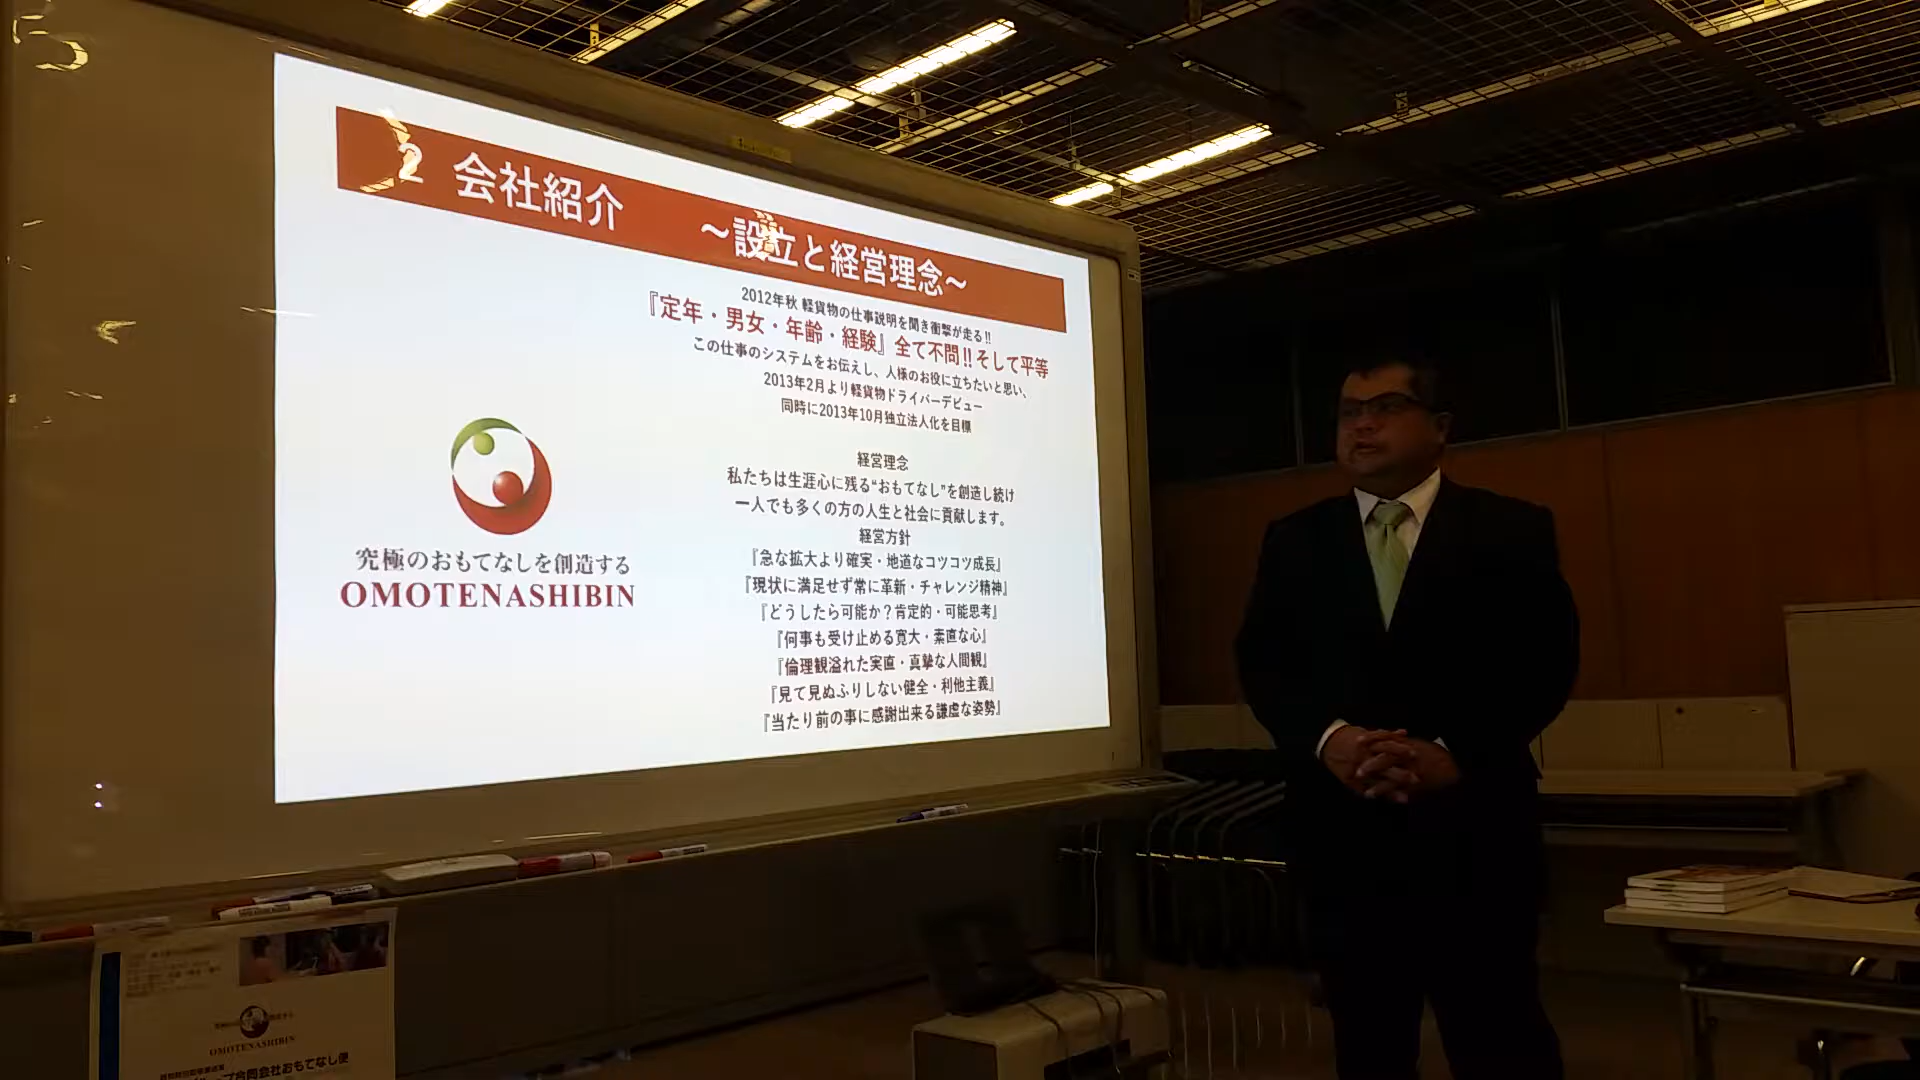 2 会社紹介 ～設立と経営理念～
2012年秋 軽貨物の仕事説明を聞き衝撃が走る!!
『定年・男女・年齢・経験』全て不問!!そして平等
この仕事のシステムをお伝えし、人様のお役に立ちたいと思い、
2013年2月より軽貨物ドライバーデビュー
同時に2013年10月独立法人化を目標
経営理念
私たちは生涯心に残る“おもてなし”を創造し続け
一人でも多くの方の人生と社会に貢献します。
経営方針
『急な拡大より確実・地道なコツコツ成長』
『現状に満足せず常に革新・チャレンジ精神』
『どうしたら可能か？肯定的・可能思考』
『何事も受け止める寛大・素直な心』
『倫理観溢れた実直・真摯な人間観』
『見て見ぬふりしない健全・利他主義』
『当たり前の事に感謝出来る謙虚な姿勢』
究極のおもてなしを創造する
OMOTENASHIBIN
OMOTENASHIBIN
合同会社おもてなし便